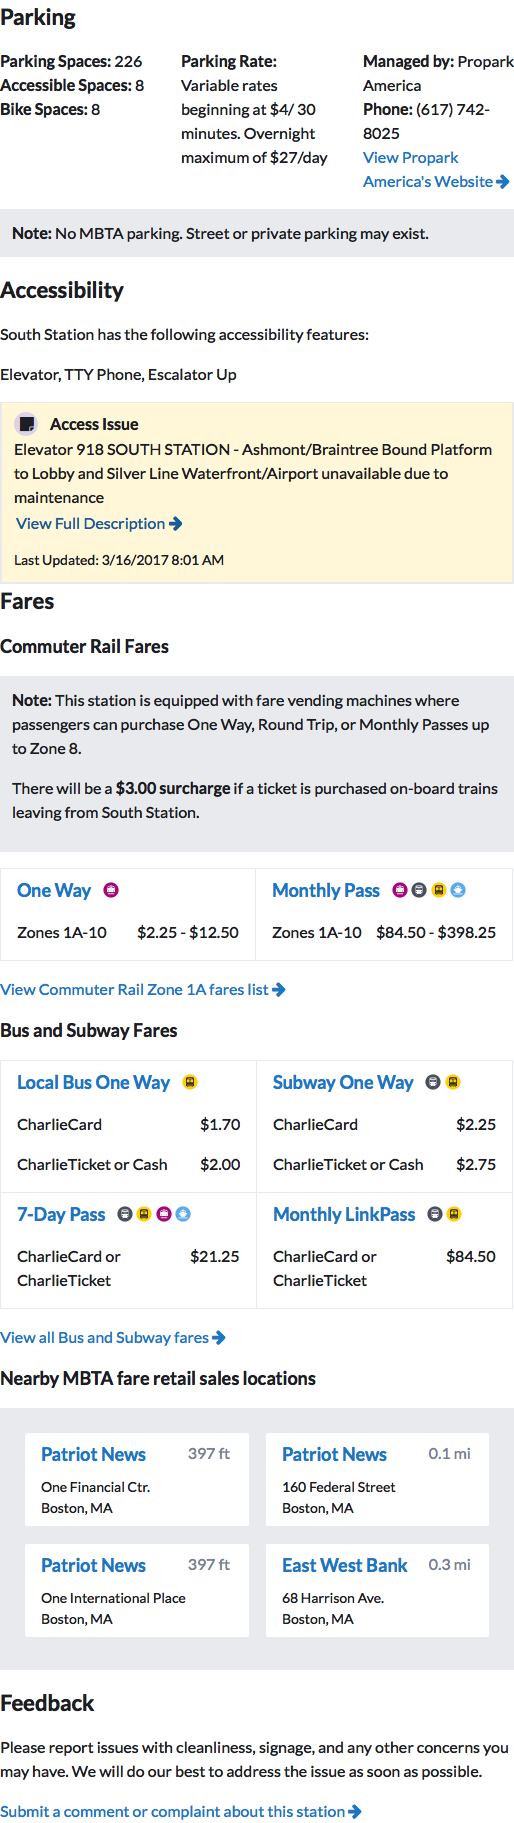 Parking
Parking Spaces: 226
Accessible Spaces: 8
Bike Spaces: 8
Parking Rate:
Variable rates
beginning at $4/ 30
minutes. Overnight
maximum of $27/day
Managed by: Propark
America
Phone: (617) 742-
8025
View Propark
America's Website
Note: No MBTA parking. Street or private parking may exist.
Accessibility
South Station has the following accessibility features:
Elevator, TTY Phone, Escalator Up
Access Issue
Elevator 918 SOUTH STATION - Ashmont/Braintree Bound Platform
to Lobby and Silver Line Waterfront/Airport unavailable due to
maintenance
View Full Description
Last Updated: 3/16/2017 8:01 AM
Fares
Commuter Rail Fares
Note: This station is equipped with fare vending machines where
passengers can purchase One Way, Round Trip, or Monthly Passes up
to Zone 8.
There will be a $3.00 surcharge if a ticket is purchased on-board trains
leaving from South Station.
One Way
Zones 1A-10 $2.25 - $12.50
Monthly Pass
Zones 1A-10 $84.50 - $398.25
View Commuter Rail Zone 1A fares list
Bus and Subway Fares
Local Bus One Way
CharlieCard $1.70
CharlieTicket or Cash $2.00
Subway One Way
CharlieCard $2.25
CharlieTicket or Cash $2.75
7-Day Pass
CharlieCard or $21.25
CharlieTicket
Monthly LinkPass
CharlieCard or $84.50
CharlieTicket
View all Bus and Subway fares
Nearby MBTA fare retail sales locations
Patriot News 397 ft
One Financial Ctr.
Boston, MA
Patriot News 0.1 mi
160 Federal Street
Boston, MA
Patriot News 397 ft
One International Place
Boston, MA
East West Bank 0.3 mi
68 Harrison Ave.
Boston, MA
Feedback
Please report issues with cleanliness, signage, and any other concerns you
may have. We will do our best to address the issue as soon as possible.
Submit a comment or complaint about this station